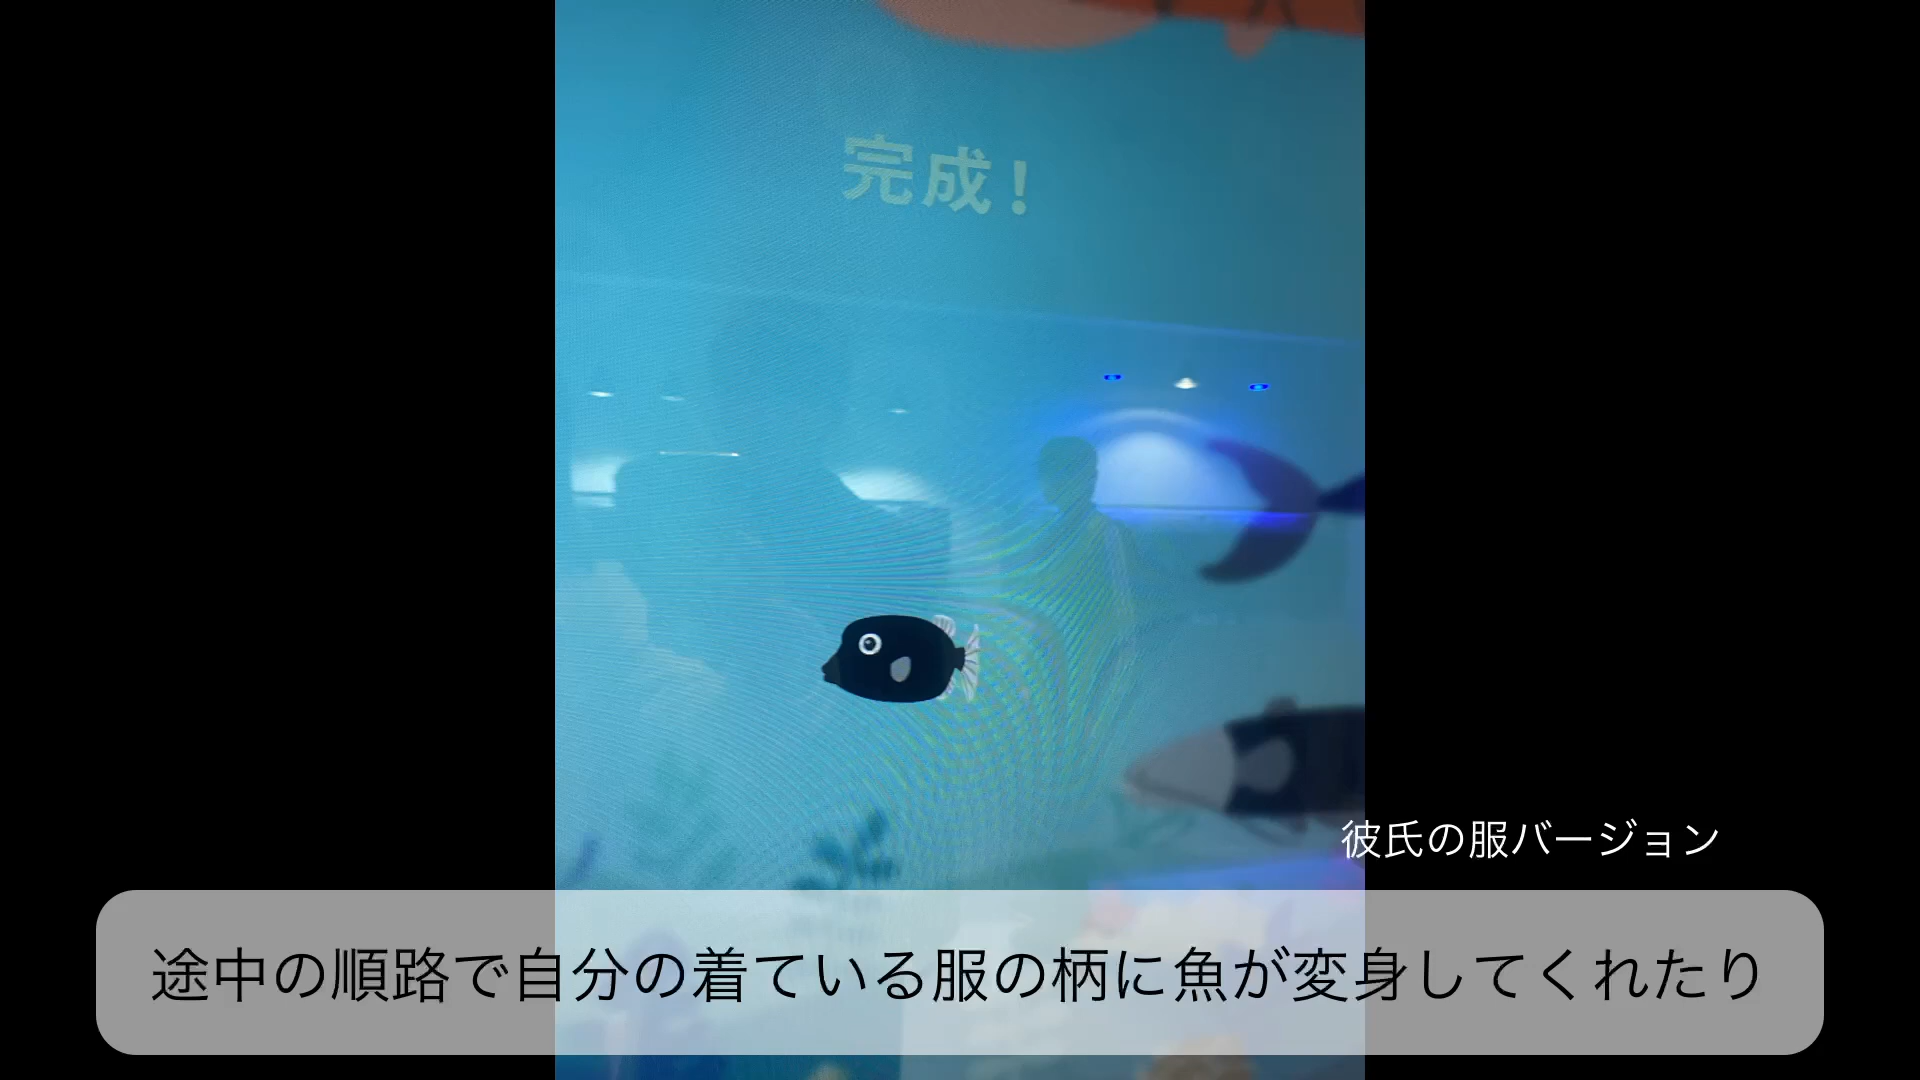 完成!
彼氏の服バージョン
途中の順路で自分の着ている服の柄に魚が変身してくれたり